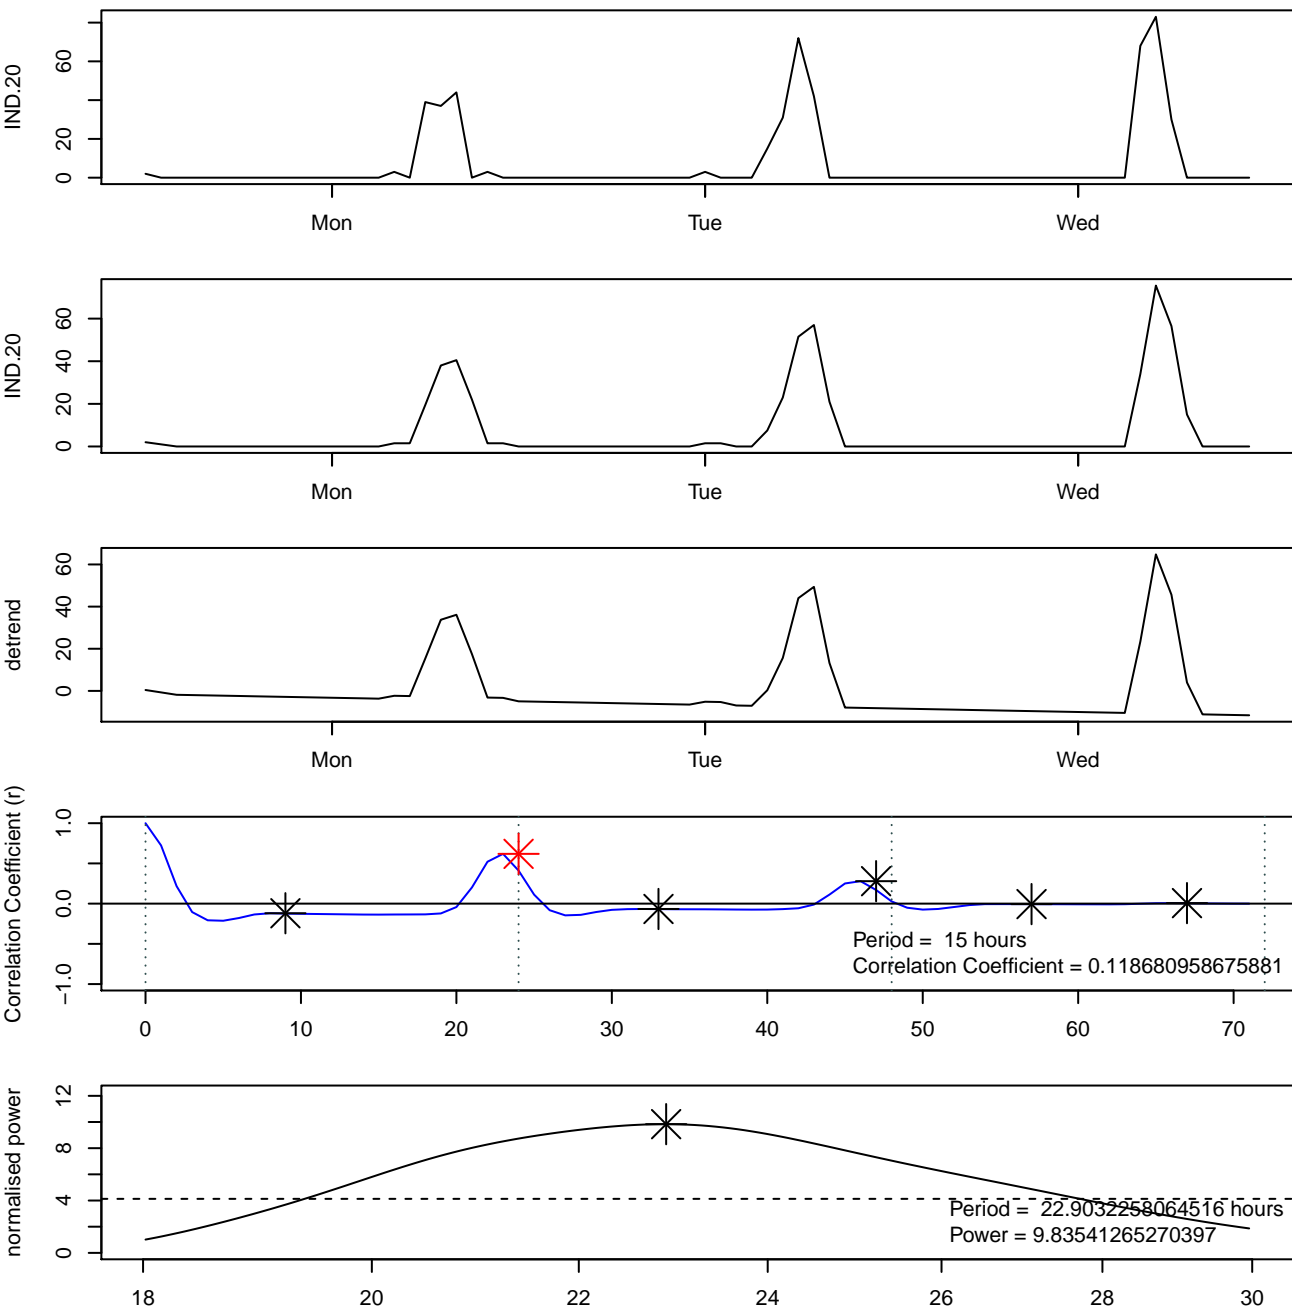 IND.20
0
20
60
Mon
Tue
Wed
IND.20
0
20
40
60
Mon
Tue
Wed
detrend
0
20
40
60
Mon
Tue
Wed
Correlation Coefficient (r)
−1.0
0.0
1.0
Period =  15 hours
Correlation Coefficient = 0.118680958675881
0
10
20
30
40
50
60
70
normalised power
0
4
8
12
Period =  22.9032258064516 hours
Power = 9.83541265270397
18
20
22
24
26
28
30